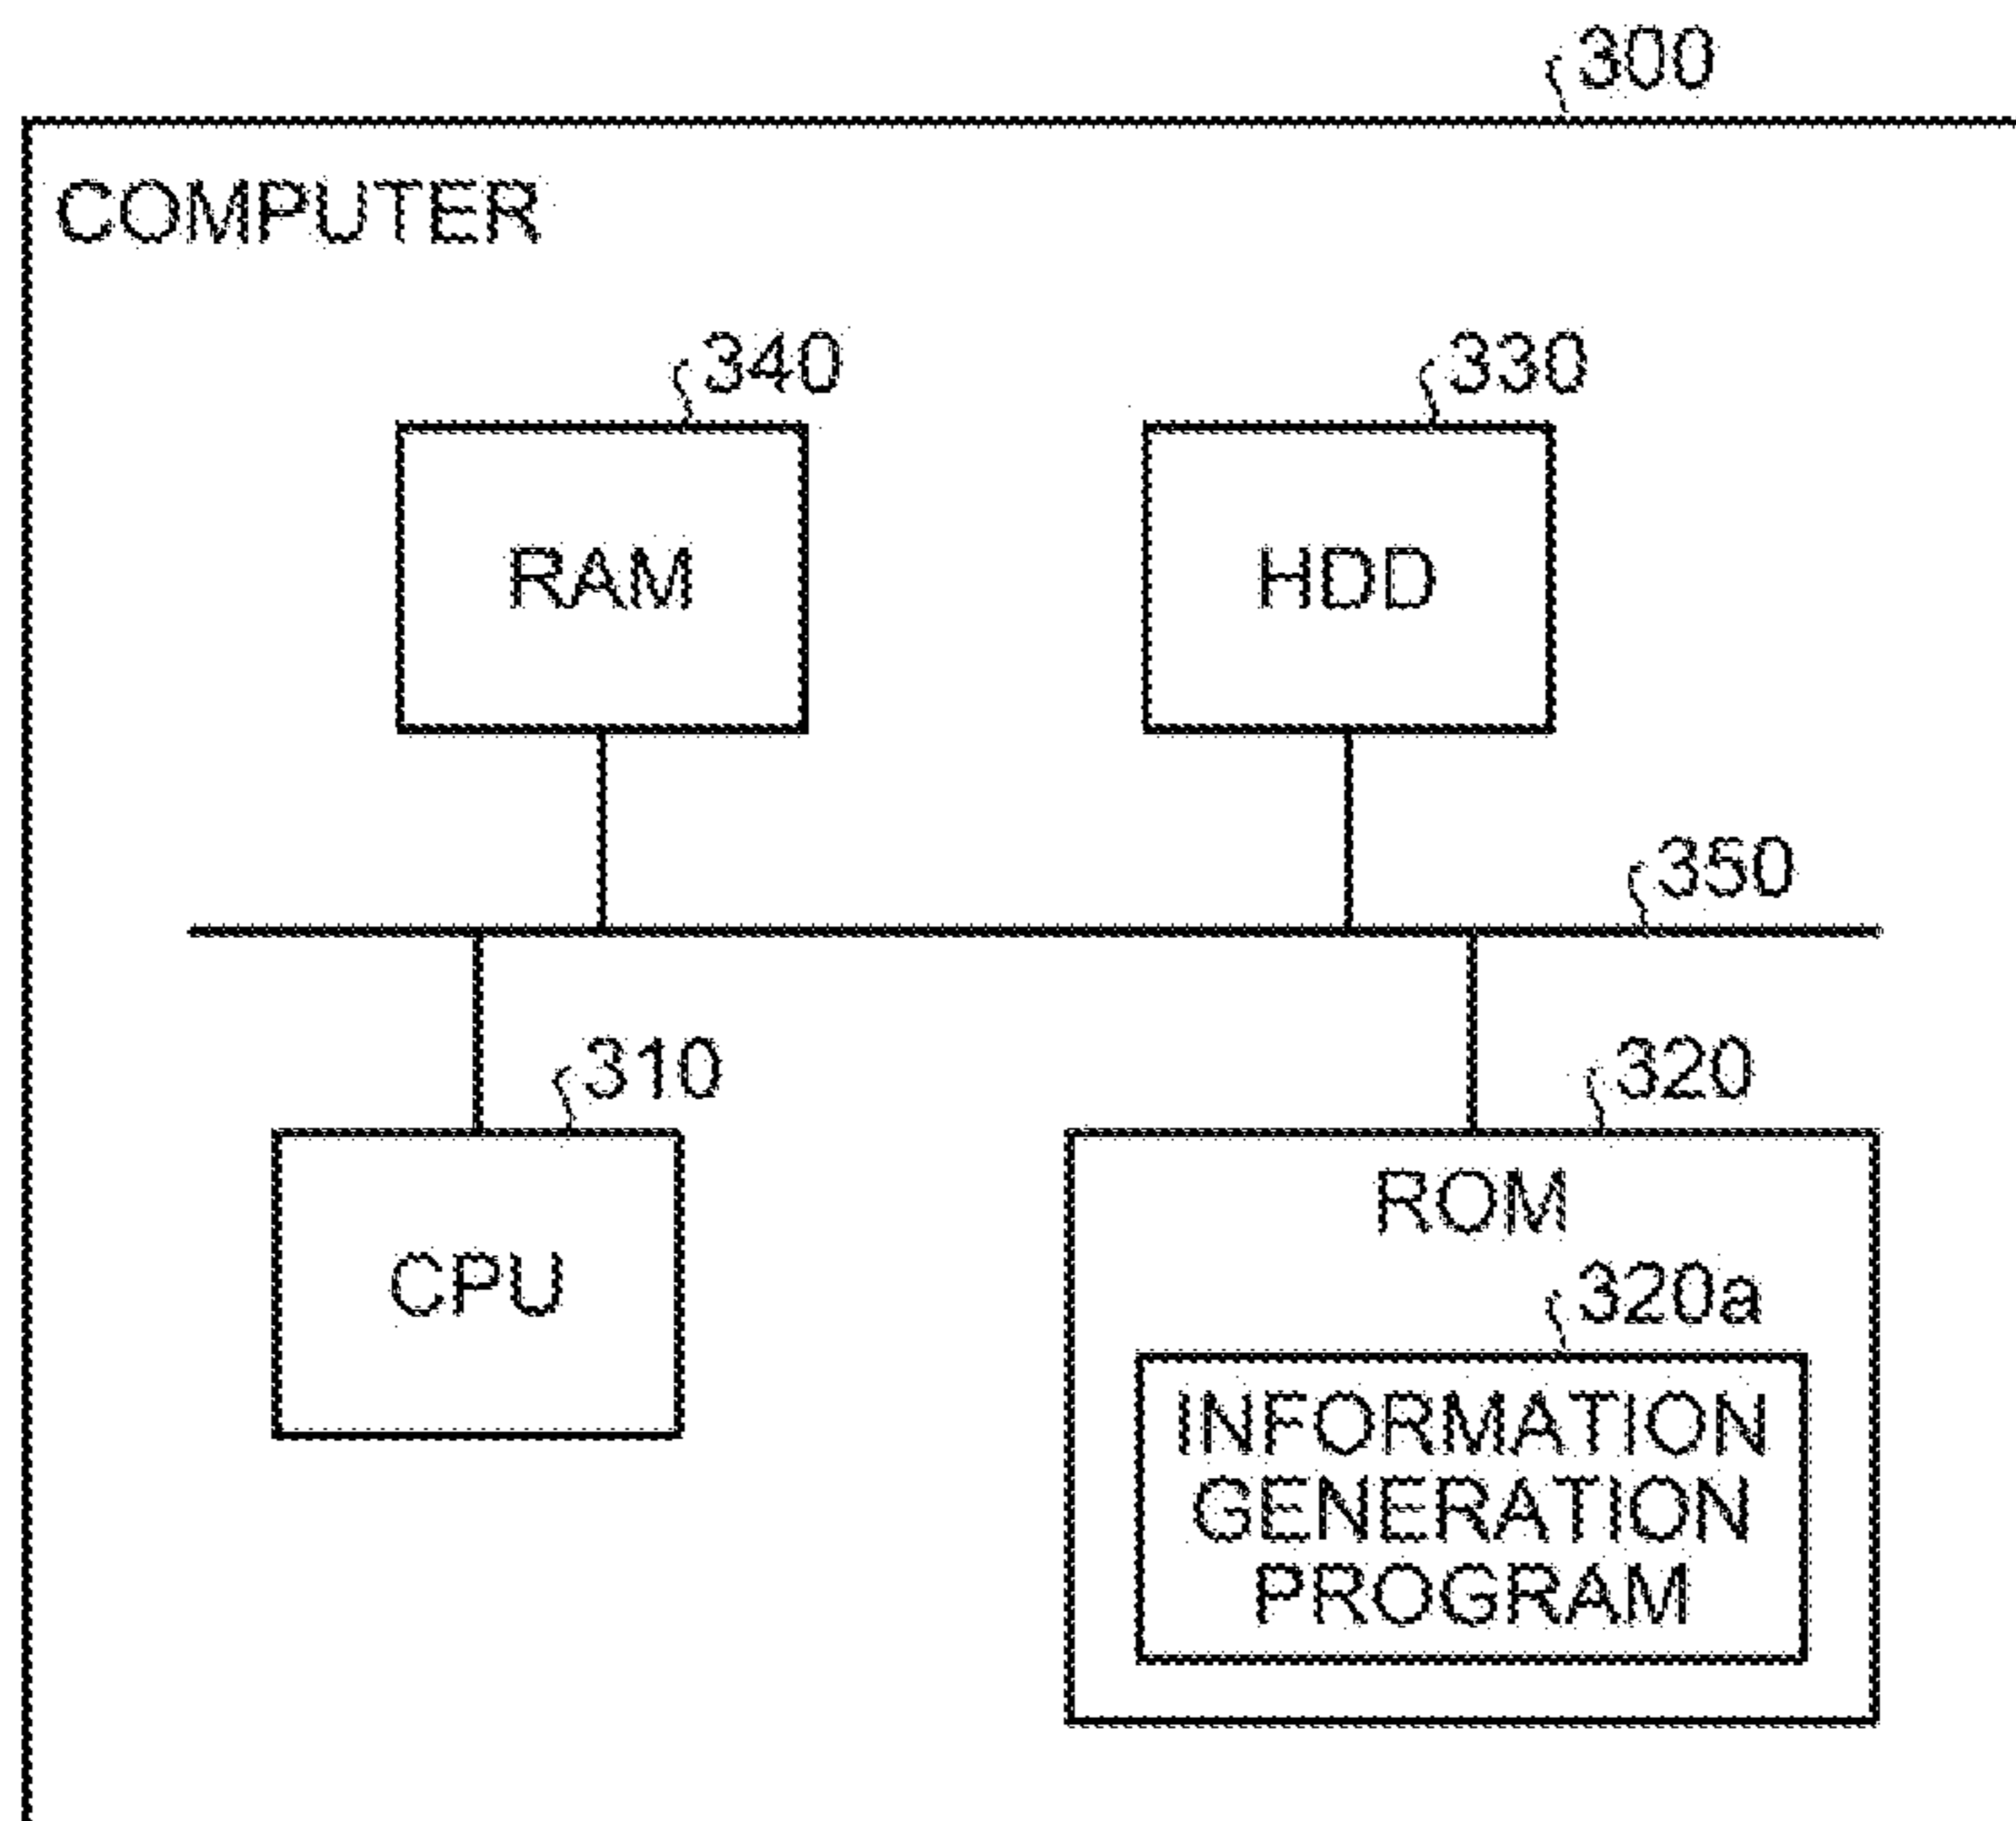 300
COMPUTER
340
330
RAM
HDD
350
310
320
CPU
ROM
320a
INFORMATION
GENERATION
PROGRAM